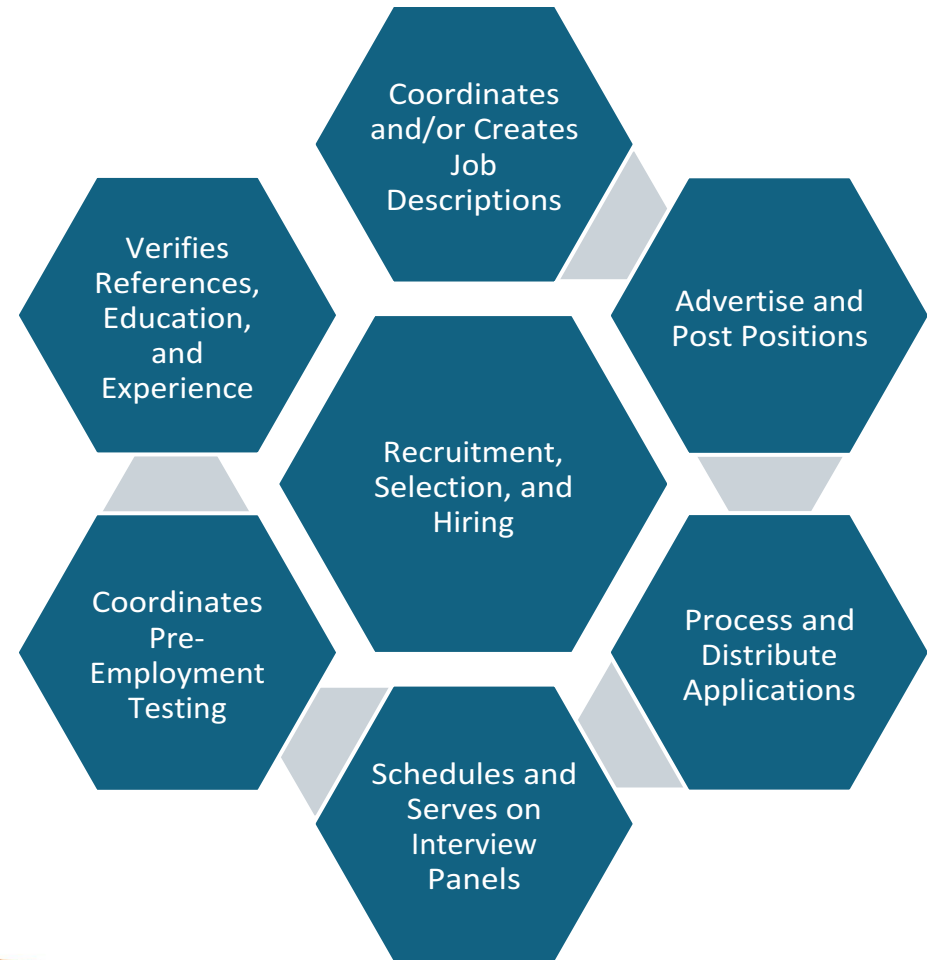 Coordinates
and/or Creates
Job
Descriptions
Advertise and
Post Positions
Process and
Distribute
Applications
Schedules and
Serves on
Interview
Panels
Coordinates
Pre-
Employment
Testing
Verifies
References,
Education,
and
Experience
Recruitment,
Selection, and
Hiring